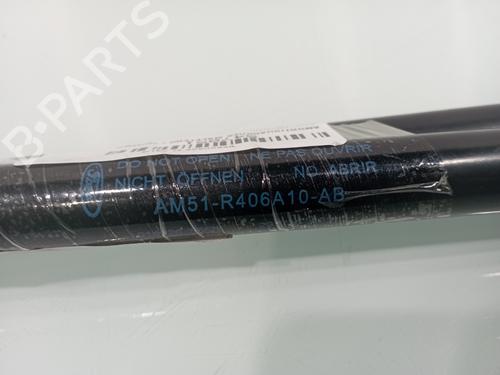 B-PARTS
DO NOT OPEN NE PAS OUVRIR
NICHT ÖFFNEN NO ABRIR
AM51-R406A10-AB